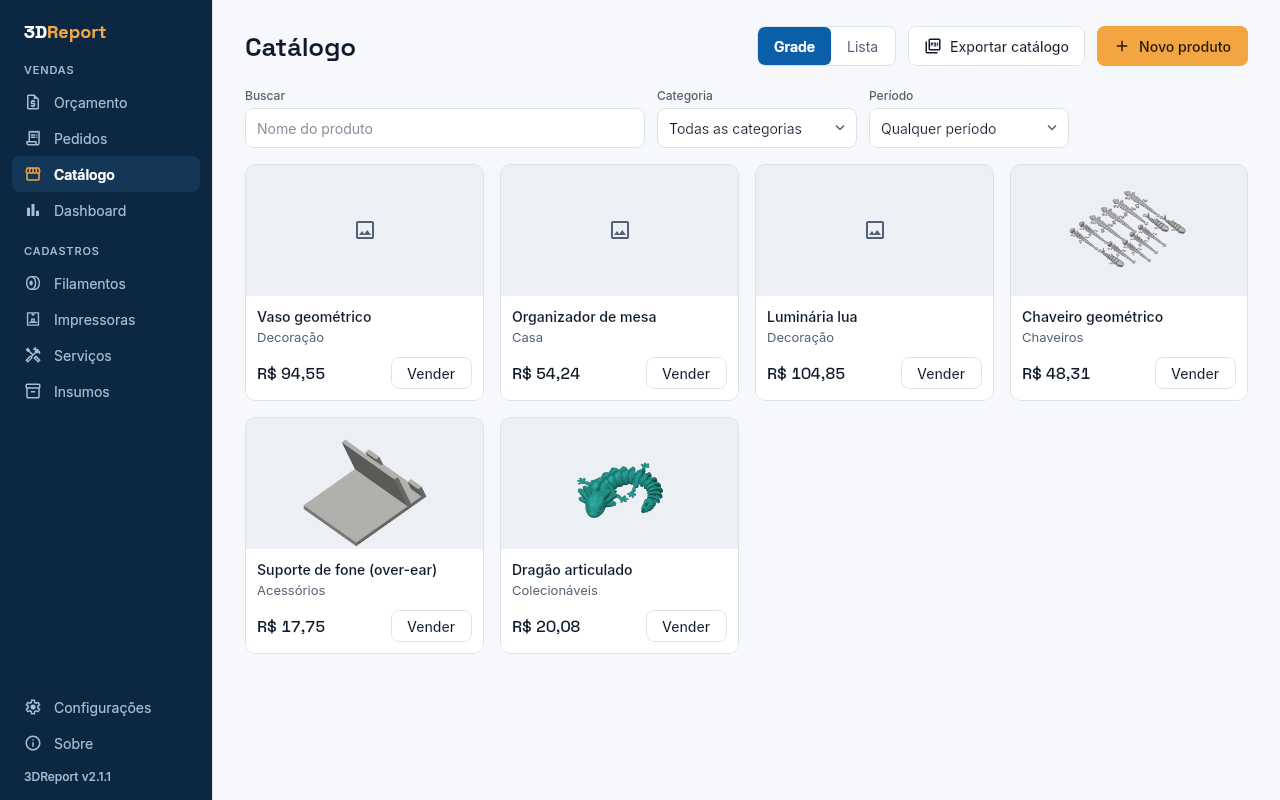 3DReport
VENDAS
Orçamento
Pedidos
Catálogo
Dashboard
CADASTROS
Filamentos
Impressoras
Serviços
Insumos
Configurações
Sobre
3DReport v2.1.1
Catálogo
Grade
Lista
Exportar catálogo
Novo produto
Buscar
Nome do produto
Categoria
Todas as categorias
Período
Qualquer período
Vaso geométrico
Decoração
R$ 94,55
Vender
Organizador de mesa
Casa
R$ 54,24
Vender
Luminária lua
Decoração
R$ 104,85
Vender
Chaveiro geométrico
Chaveiros
R$ 48,31
Vender
Suporte de fone (over-ear)
Acessórios
R$ 17,75
Vender
Dragão articulado
Colecionáveis
R$ 20,08
Vender